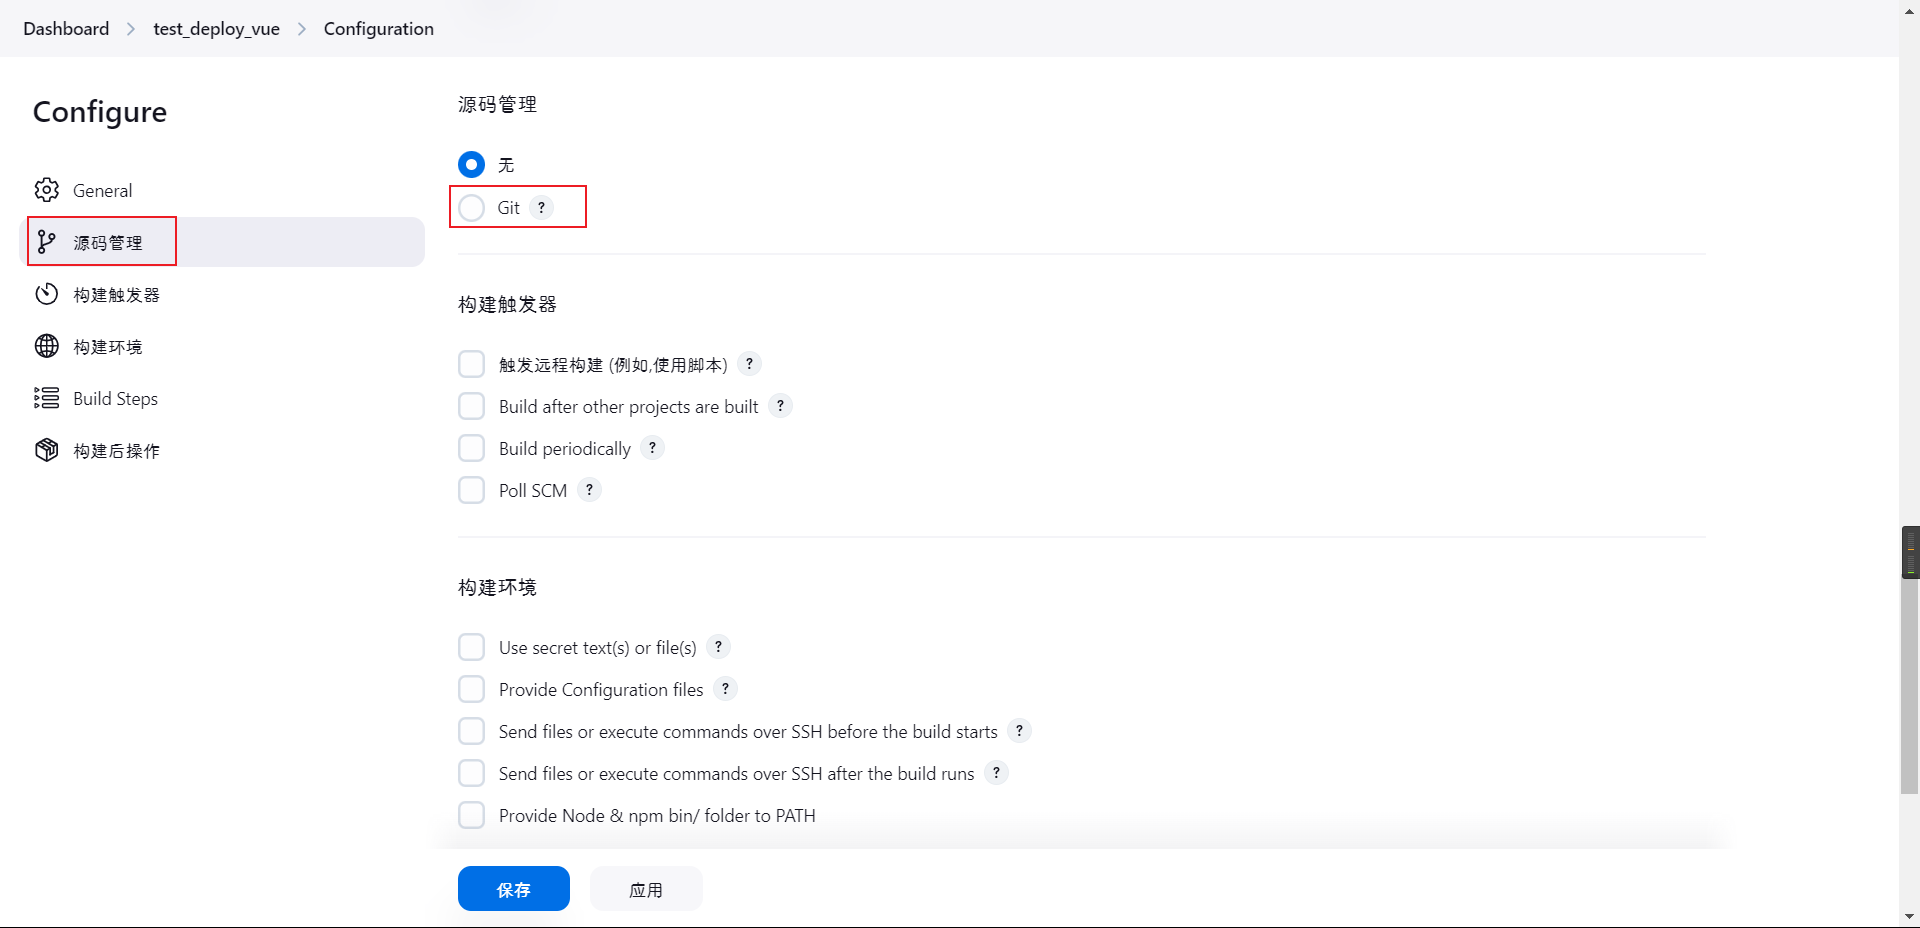 Dashboard > test_deploy_vue > Configuration
Configure
General
源码管理
构建触发器
构建环境
Build Steps
构建后操作
源码管理
无
Git ?
构建触发器
触发远程构建 (例如,使用脚本) ?
Build after other projects are built ?
Build periodically ?
Poll SCM ?
构建环境
Use secret text(s) or file(s) ?
Provide Configuration files ?
Send files or execute commands over SSH before the build starts ?
Send files or execute commands over SSH after the build runs ?
Provide Node & npm bin/ folder to PATH
保存 应用